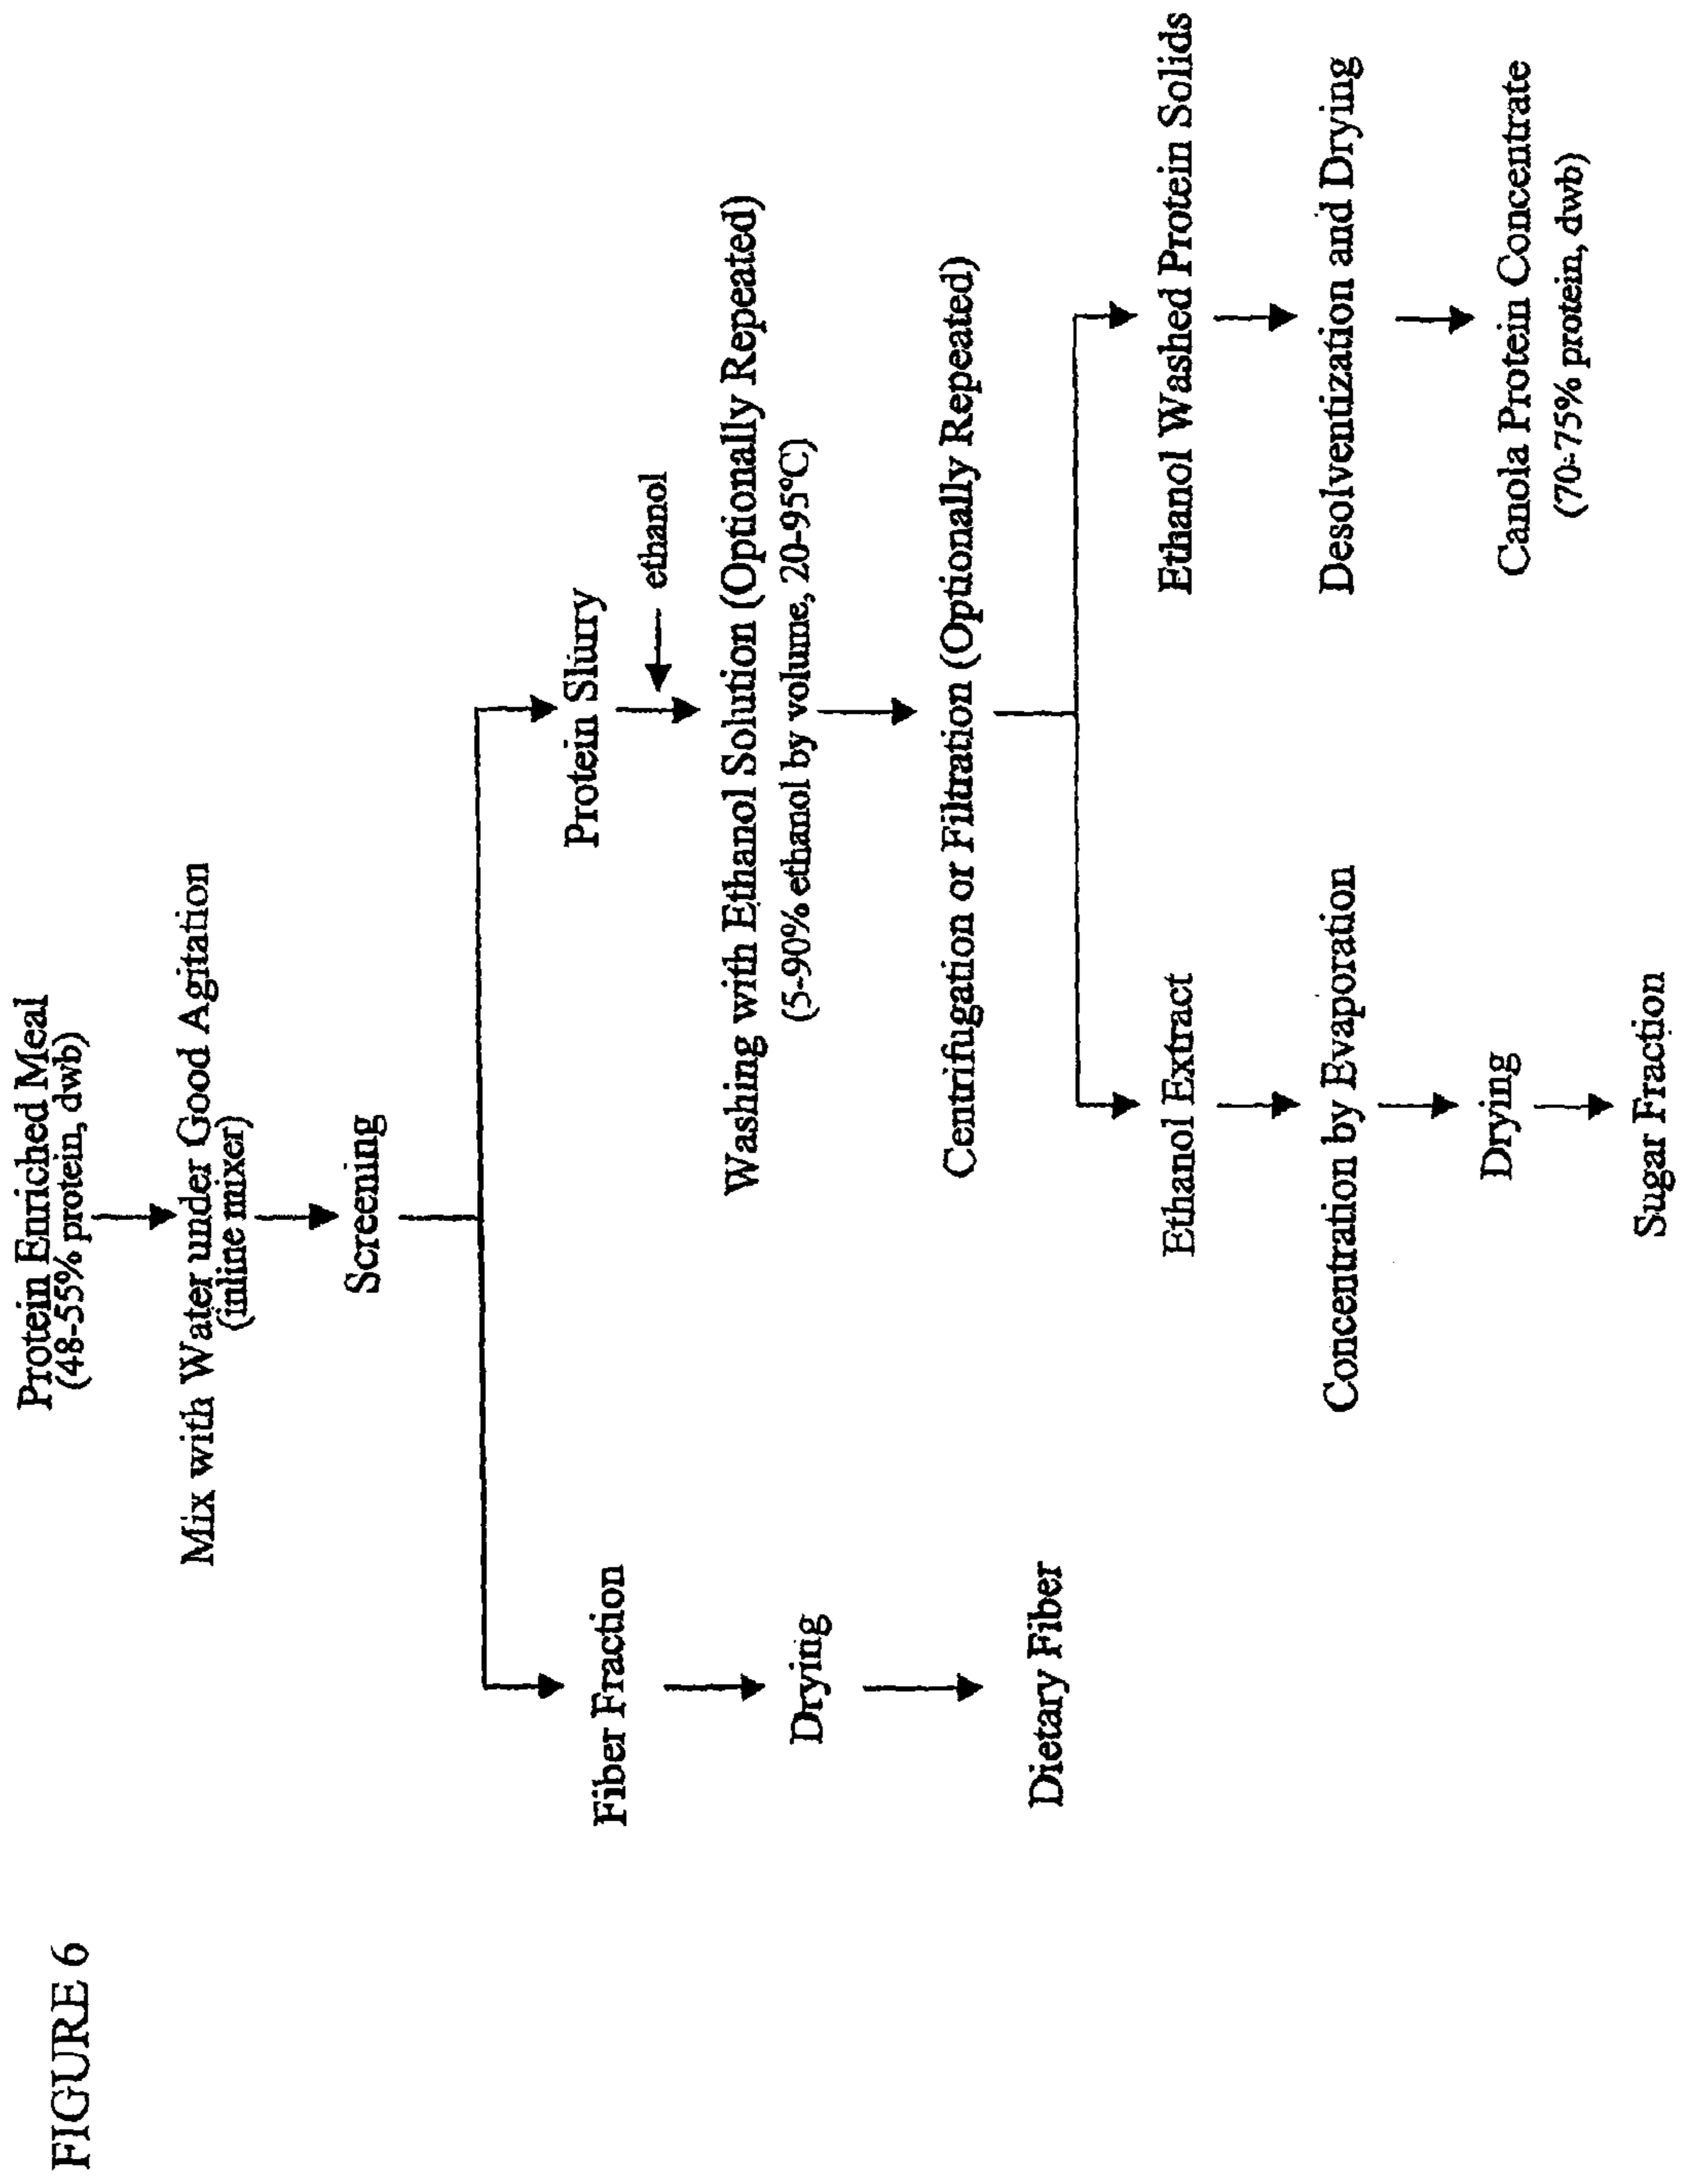 FIGURE 6
Protein Enriched Meal
(48-55% protein, dwb)
Mix with Water under Good Agitation
(inline mixer)
Screening
Fiber Fraction
Drying
Dietary Fiber
Protein Slurry
ethanol
Washing with Ethanol Solution (Optionally Repeated)
(5-90% ethanol by volume, 20-95°C)
Centrifugation or Filtration (Optionally Repeated)
Ethanol Extract
Concentration by Evaporation
Drying
Sugar Fraction
Ethanol Washed Protein Solids
Desolventization and Drying
Canola Protein Concentrate
(70-75% protein, dwb)